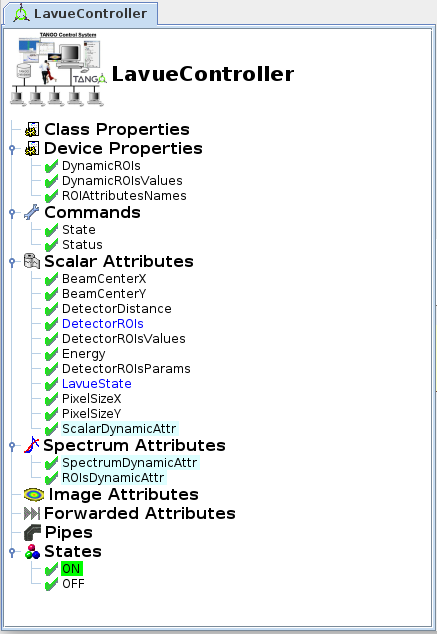 LavueController
TANGO Control System
TANGO
LavueController
Class Properties
Device Properties
DynamicROIs
DynamicROIsValues
ROIAttributesNames
Commands
State
Status
Scalar Attributes
BeamCenterX
BeamCenterY
DetectorDistance
DetectorROIs
DetectorROIsValues
Energy
DetectorROIsParams
LavueState
PixelSizeX
PixelSizeY
ScalarDynamicAttr
Spectrum Attributes
SpectrumDynamicAttr
ROIsDynamicAttr
Image Attributes
Forwarded Attributes
Pipes
States
ON
OFF